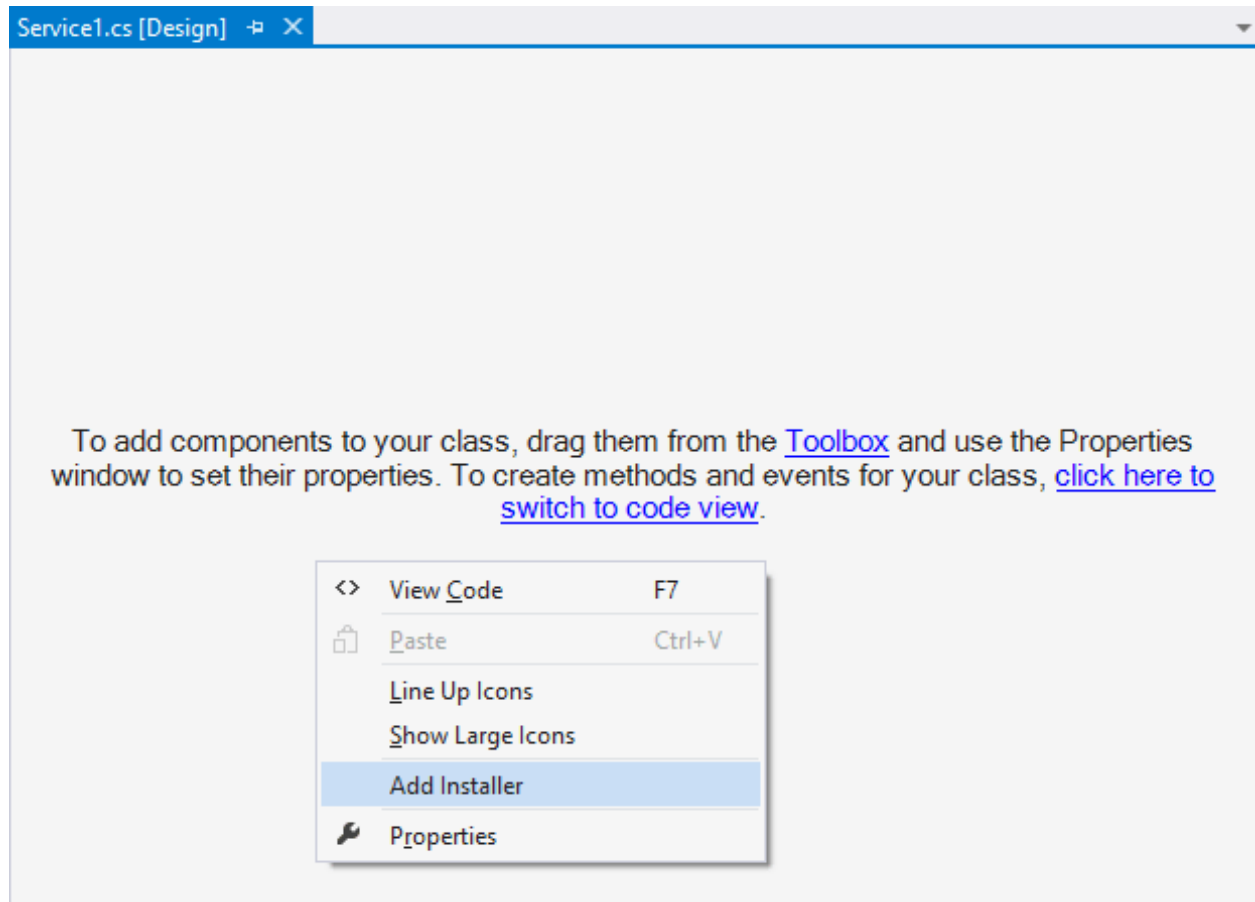 Service1.cs [Design]
To add components to your class, drag them from the Toolbox and use the Properties
window to set their properties. To create methods and events for your class, click here to
switch to code view.
View Code F7
Paste Ctrl+V
Line Up Icons
Show Large Icons
Add Installer
Properties